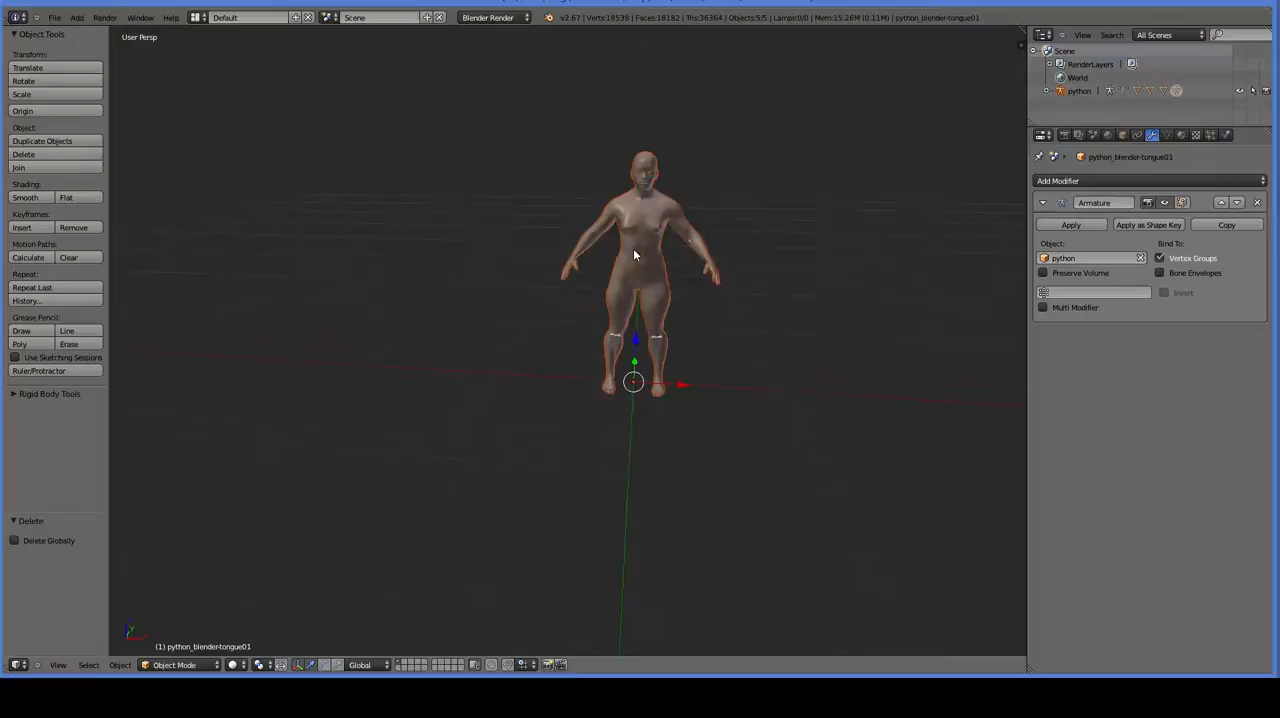 File Add Render Window Help Default Scene Blender Render v2.67 | Verts:18538 | Faces:18182 | Tris:36364 | Objects:5/5 | Lamps:0/0 | Mem:15.26M (0.11M) | python_blender-tongue01
Object Tools
Transform:
Translate
Rotate
Scale
Origin
Object:
Duplicate Objects
Delete
Join
Shading:
Smooth Flat
Keyframes:
Insert Remove
Motion Paths:
Calculate Clear
Repeat:
Repeat Last
History...
Grease Pencil:
Draw Line
Poly Erase
Use Sketching Sessions
Ruler/Protractor
Rigid Body Tools
Delete
Delete Globally
User Persp
(1) python_blender-tongue01
View Select Object Object Mode Global
View Search All Scenes
Scene
RenderLayers |
World
python |
python_blender-tongue01
Add Modifier
Armature
Apply Apply as Shape Key Copy
Object: Bind To:
python Vertex Groups
Preserve Volume Bone Envelopes
Invert
Multi Modifier